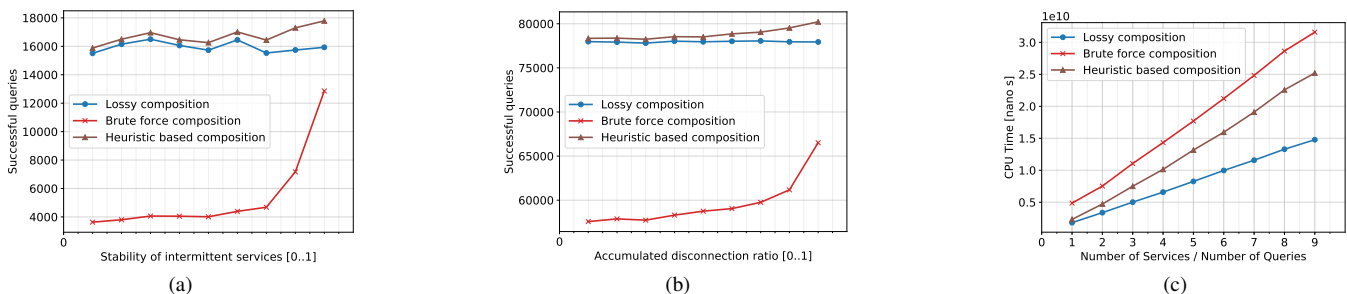 18000
16000
14000
12000
10000
8000
6000
4000
0
Successful queries
Lossy composition
Brute force composition
Heuristic based composition
Stability of intermittent services [0..1]
(a)
80000
75000
70000
65000
60000
0
Successful queries
Lossy composition
Brute force composition
Heuristic based composition
Accumulated disconnection ratio [0..1]
(b)
1e10
3.0
2.5
2.0
1.5
1.0
0.5
CPU Time [nano s]
Lossy composition
Brute force composition
Heuristic based composition
0 1 2 3 4 5 6 7 8 9
Number of Services / Number of Queries
(c)